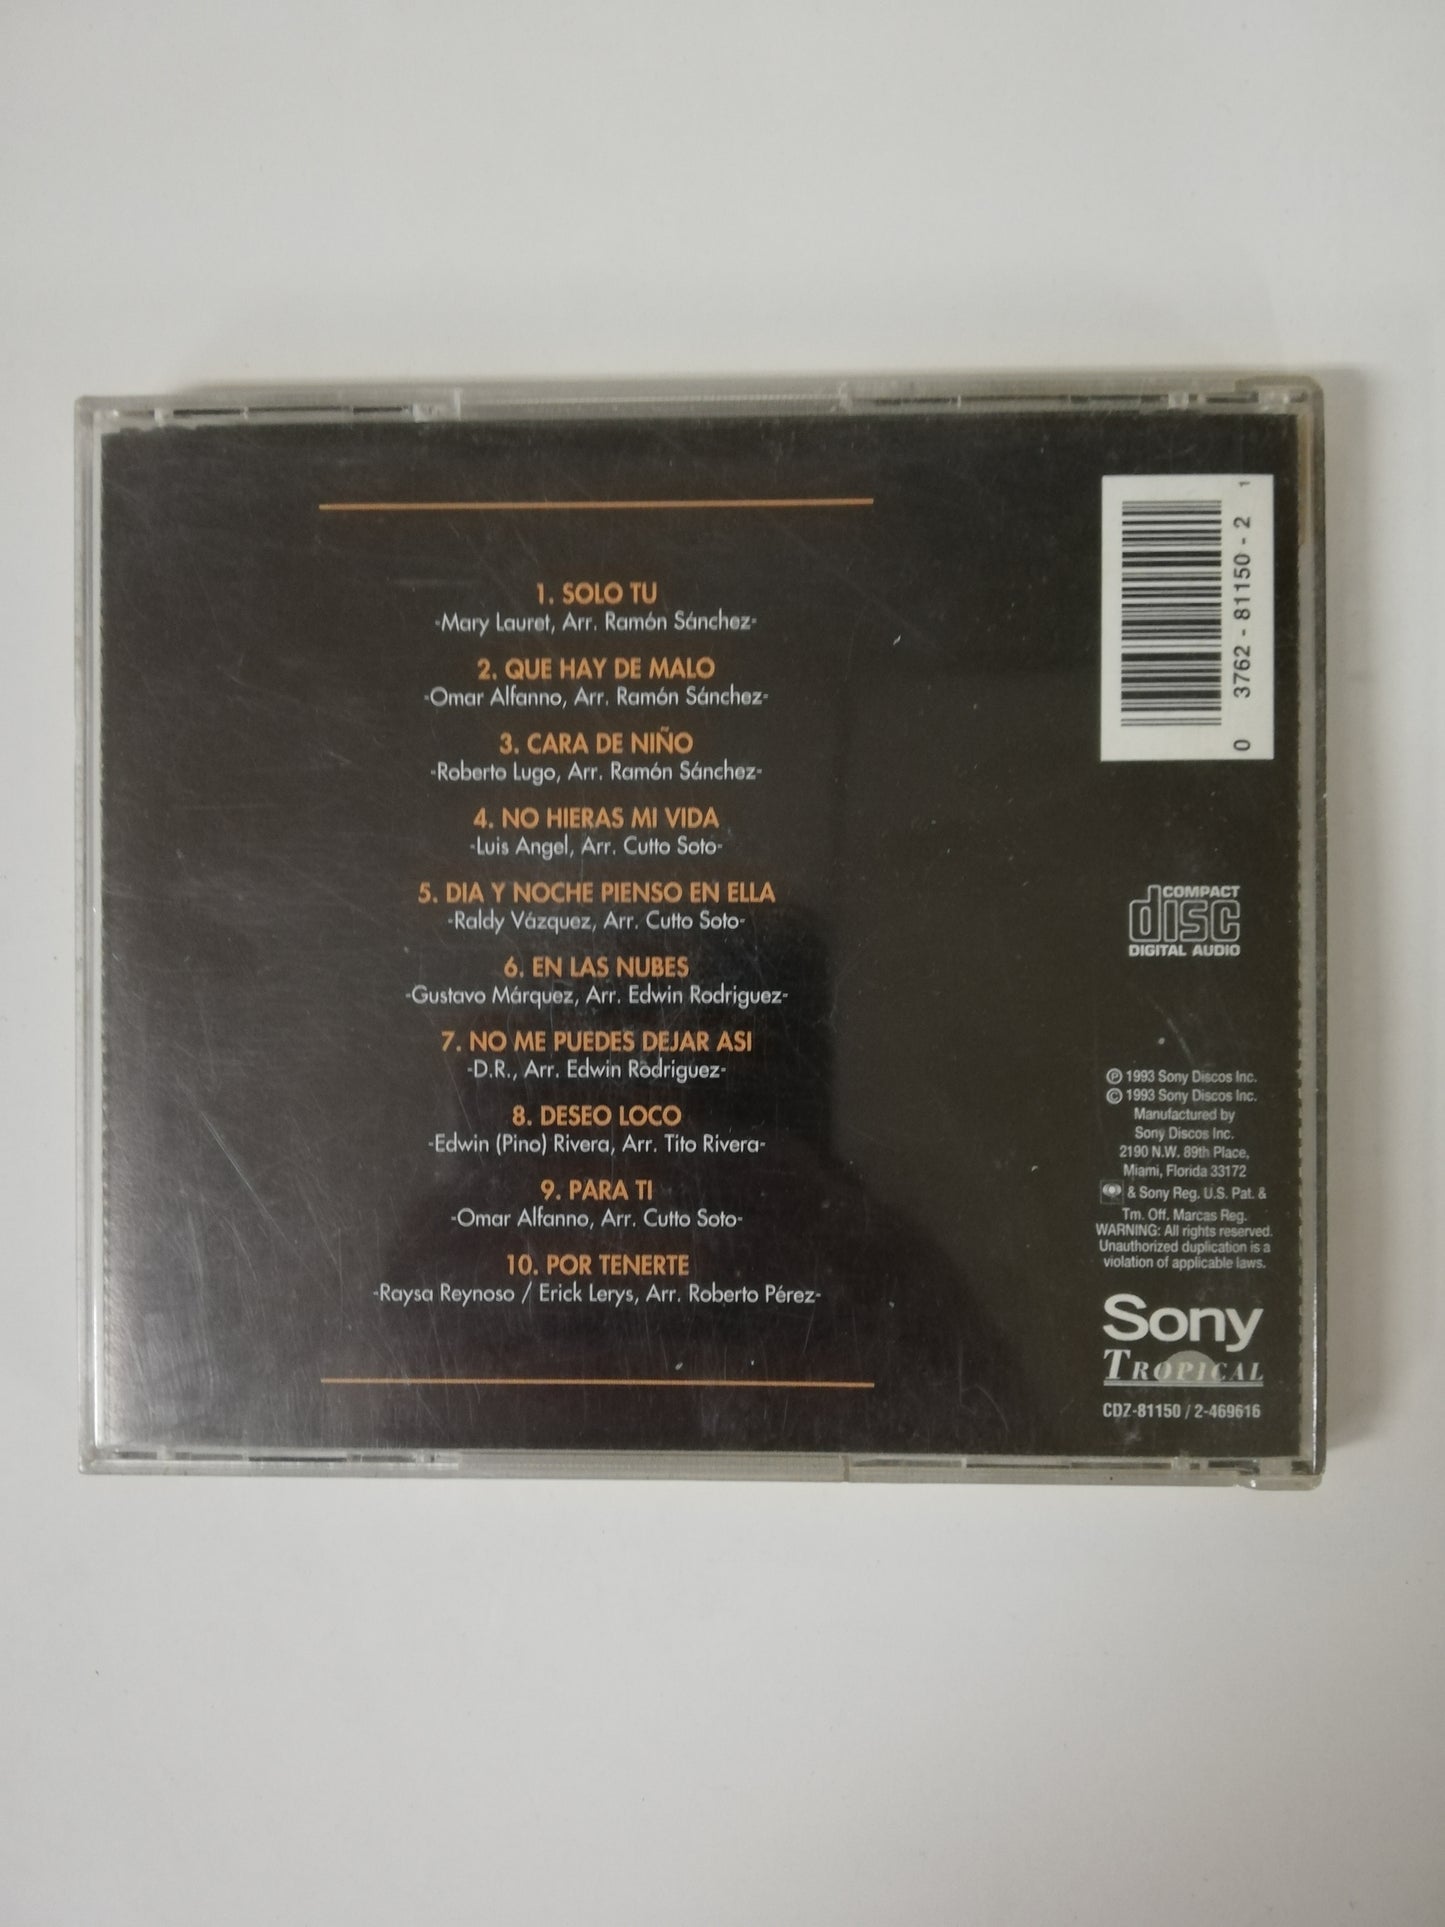 1. SOLO TU
-Mary Lauret, Arr. Ramón Sánchez-
2. QUE HAY DE MALO
-Omar Alfanno, Arr. Ramón Sánchez-
3. CARA DE NIÑO
-Roberto Lugo, Arr. Ramón Sánchez-
4. NO HIERAS MI VIDA
-Luis Angel, Arr. Cutto Soto-
5. DIA Y NOCHE PIENSO EN ELLA
-Raldy Vázquez, Arr. Cutto Soto-
6. EN LAS NUBES
-Gustavo Márquez, Arr. Edwin Rodriguez-
7. NO ME PUEDES DEJAR ASI
-D.R., Arr. Edwin Rodriguez-
8. DESEO LOCO
-Edwin (Pino) Rivera, Arr. Tito Rivera-
9. PARA TI
-Omar Alfanno, Arr. Cutto Soto-
10. POR TENERTE
-Raysa Reynoso / Erick Lerys, Arr. Roberto Pérez-
0 3762 - 81150 - 2 1
COMPACT
disc
DIGITAL AUDIO
℗ 1993 Sony Discos Inc.
© 1993 Sony Discos Inc.
Manufactured by
Sony Discos Inc.
2190 N.W. 89th Place,
Miami, Florida 33172
& Sony Reg. U.S. Pat. &
Tm. Off. Marcas Reg.
WARNING: All rights reserved.
Unauthorized duplication is a
violation of applicable laws.
Sony
TROPICAL
CDZ-81150 / 2-469616